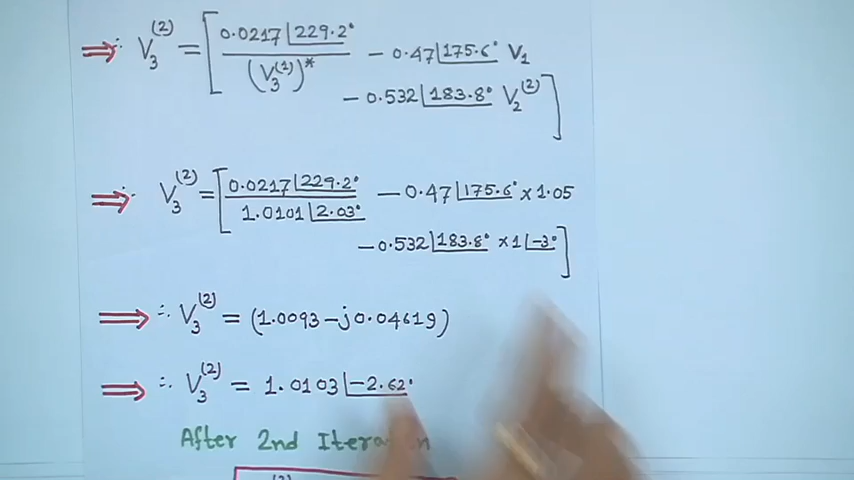 ⇒ ∴ V₃⁽²⁾ = [ 0.0217∠229.2° / (V₃⁽¹⁾)* − 0.47∠175.6° V₁
− 0.532∠183.8° V₂⁽²⁾ ]
⇒ ∴ V₃⁽²⁾ = [ 0.0217∠229.2° / 1.0101∠2.03° − 0.47∠175.6° × 1.05
− 0.532∠183.8° × 1∠−3° ]
⇒ ∴ V₃⁽²⁾ = (1.0093 − j0.04619)
⇒ ∴ V₃⁽²⁾ = 1.0103∠−2.62°
After 2nd Iteration